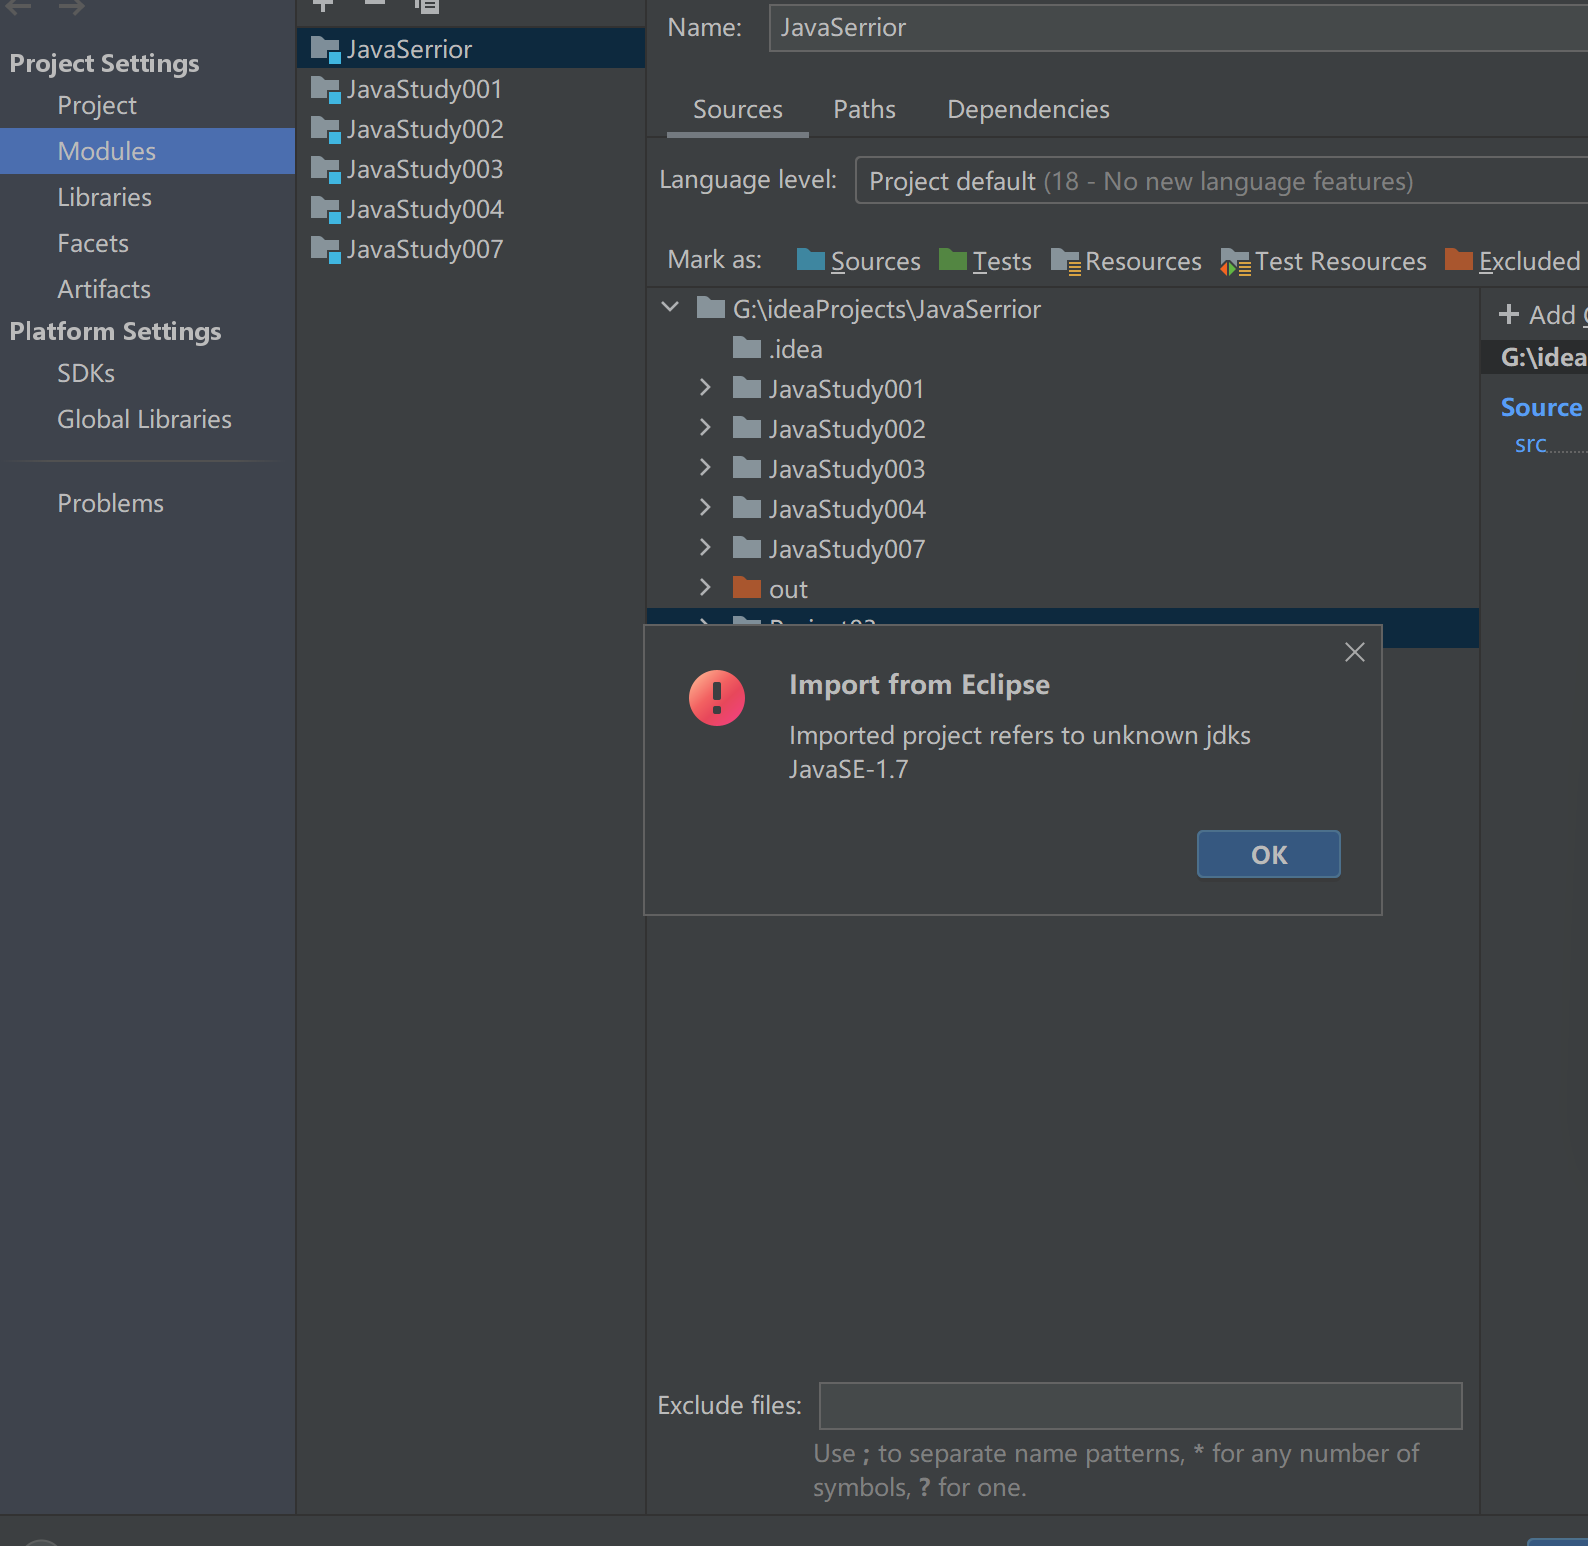 Project Settings
Project
Modules
Libraries
Facets
Artifacts
Platform Settings
SDKs
Global Libraries
Problems
JavaSerrior
JavaStudy001
JavaStudy002
JavaStudy003
JavaStudy004
JavaStudy007
Name: JavaSerrior
Sources Paths Dependencies
Language level: Project default (18 - No new language features)
Mark as: Sources Tests Resources Test Resources Excluded
G:\ideaProjects\JavaSerrior
.idea
JavaStudy001
JavaStudy002
JavaStudy003
JavaStudy004
JavaStudy007
out
+ Add
G:\idea
Source
src
Import from Eclipse
Imported project refers to unknown jdks
JavaSE-1.7
OK
Exclude files:
Use ; to separate name patterns, * for any number of
symbols, ? for one.